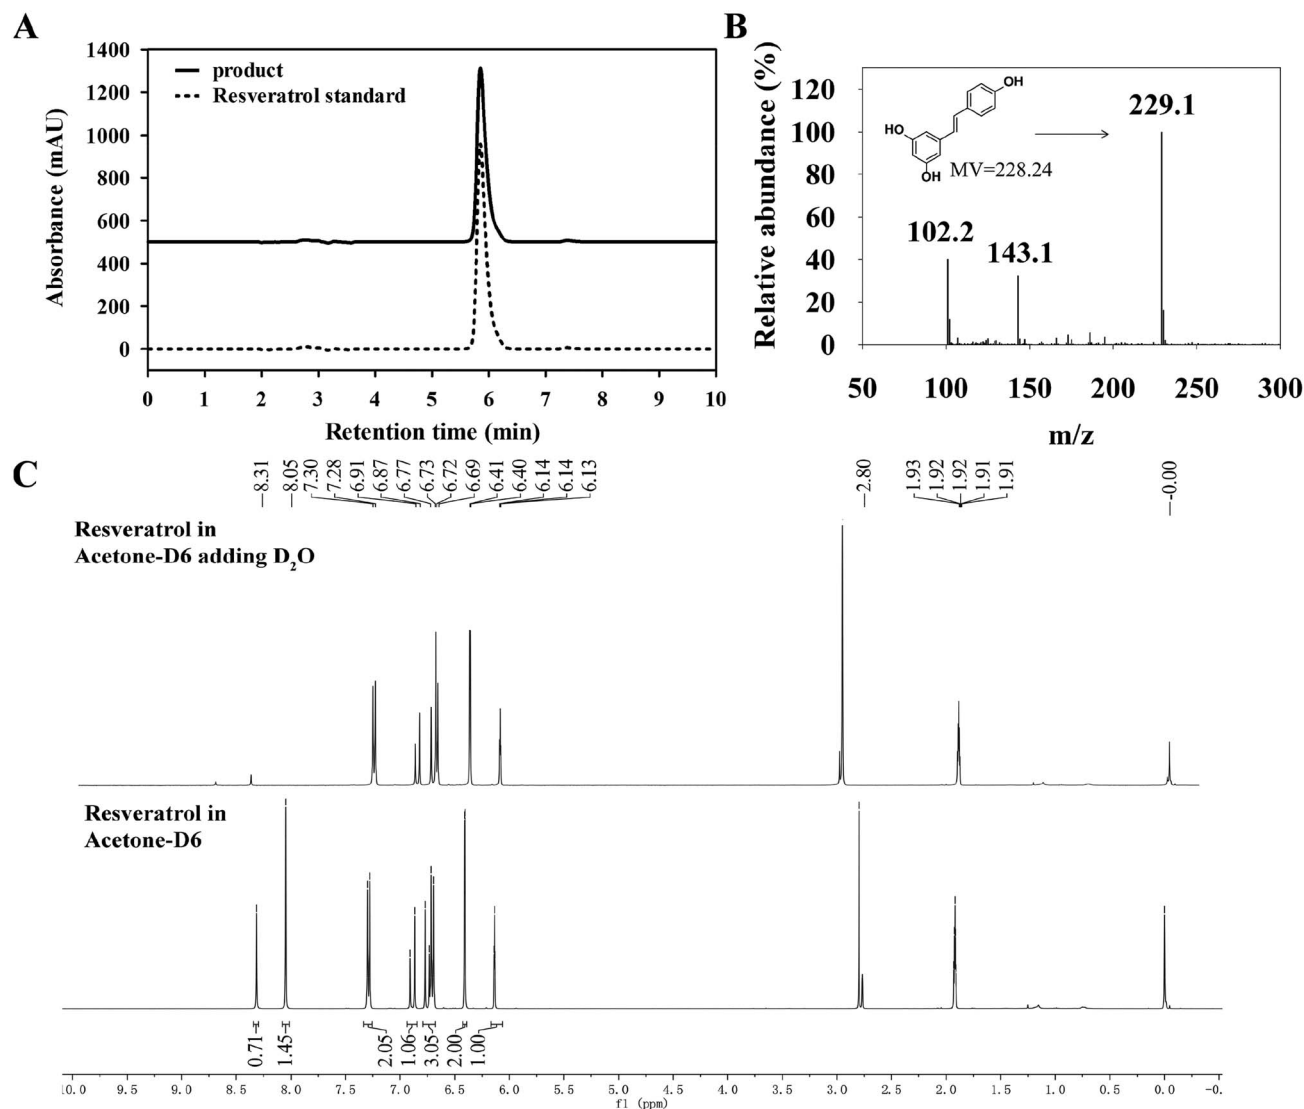 A
1400
1200
1000
800
600
400
200
0
Absorbance (mAU)
product
Resveratrol standard
0 1 2 3 4 5 6 7 8 9 10
Retention time (min)
B
Relative abundance (%)
120
100
80
60
40
20
0
OH
HO
OH
MV=228.24
229.1
102.2
143.1
50 100 150 200 250 300
m/z
C
8.31 8.05 7.30 7.28 6.91 6.87 6.77 6.73 6.72 6.69 6.41 6.40 6.14 6.14 6.13 2.80 1.93 1.92 1.92 1.91 1.91 -0.00
Resveratrol in
Acetone-D6 adding D₂O
Resveratrol in
Acetone-D6
0.71 1.45 2.05 1.06 3.05 2.00 1.00
10.0 9.5 9.0 8.5 8.0 7.5 7.0 6.5 6.0 5.5 5.0 4.5 4.0 3.5 3.0 2.5 2.0 1.5 1.0 0.5 0.0 -0.
f1 (ppm)